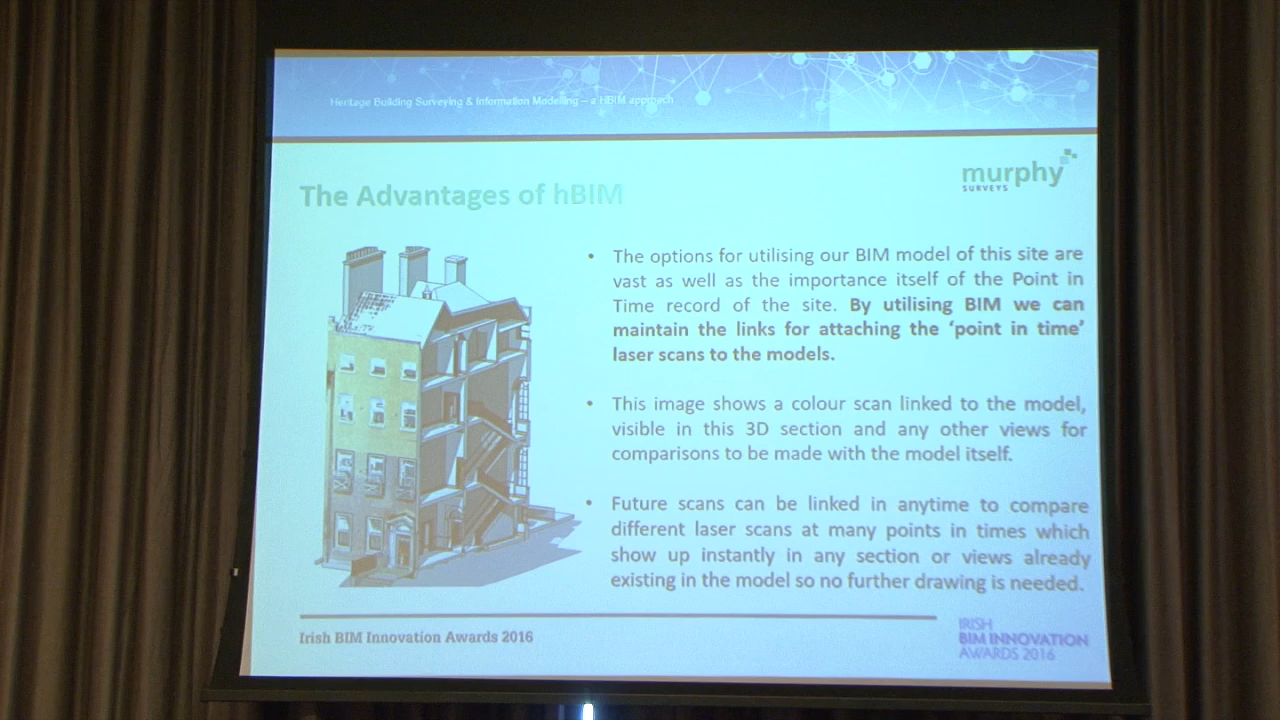 Heritage Building Surveying & Information Modelling – a HBIM approach
murphy
SURVEYS
The Advantages of hBIM
• The options for utilising our BIM model of this site are
vast as well as the importance itself of the Point in
Time record of the site. By utilising BIM we can
maintain the links for attaching the ‘point in time’
laser scans to the models.
• This image shows a colour scan linked to the model,
visible in this 3D section and any other views for
comparisons to be made with the model itself.
• Future scans can be linked in anytime to compare
different laser scans at many points in times which
show up instantly in any section or views already
existing in the model so no further drawing is needed.
Irish BIM Innovation Awards 2016
IRISH
BIM INNOVATION
AWARDS 2016